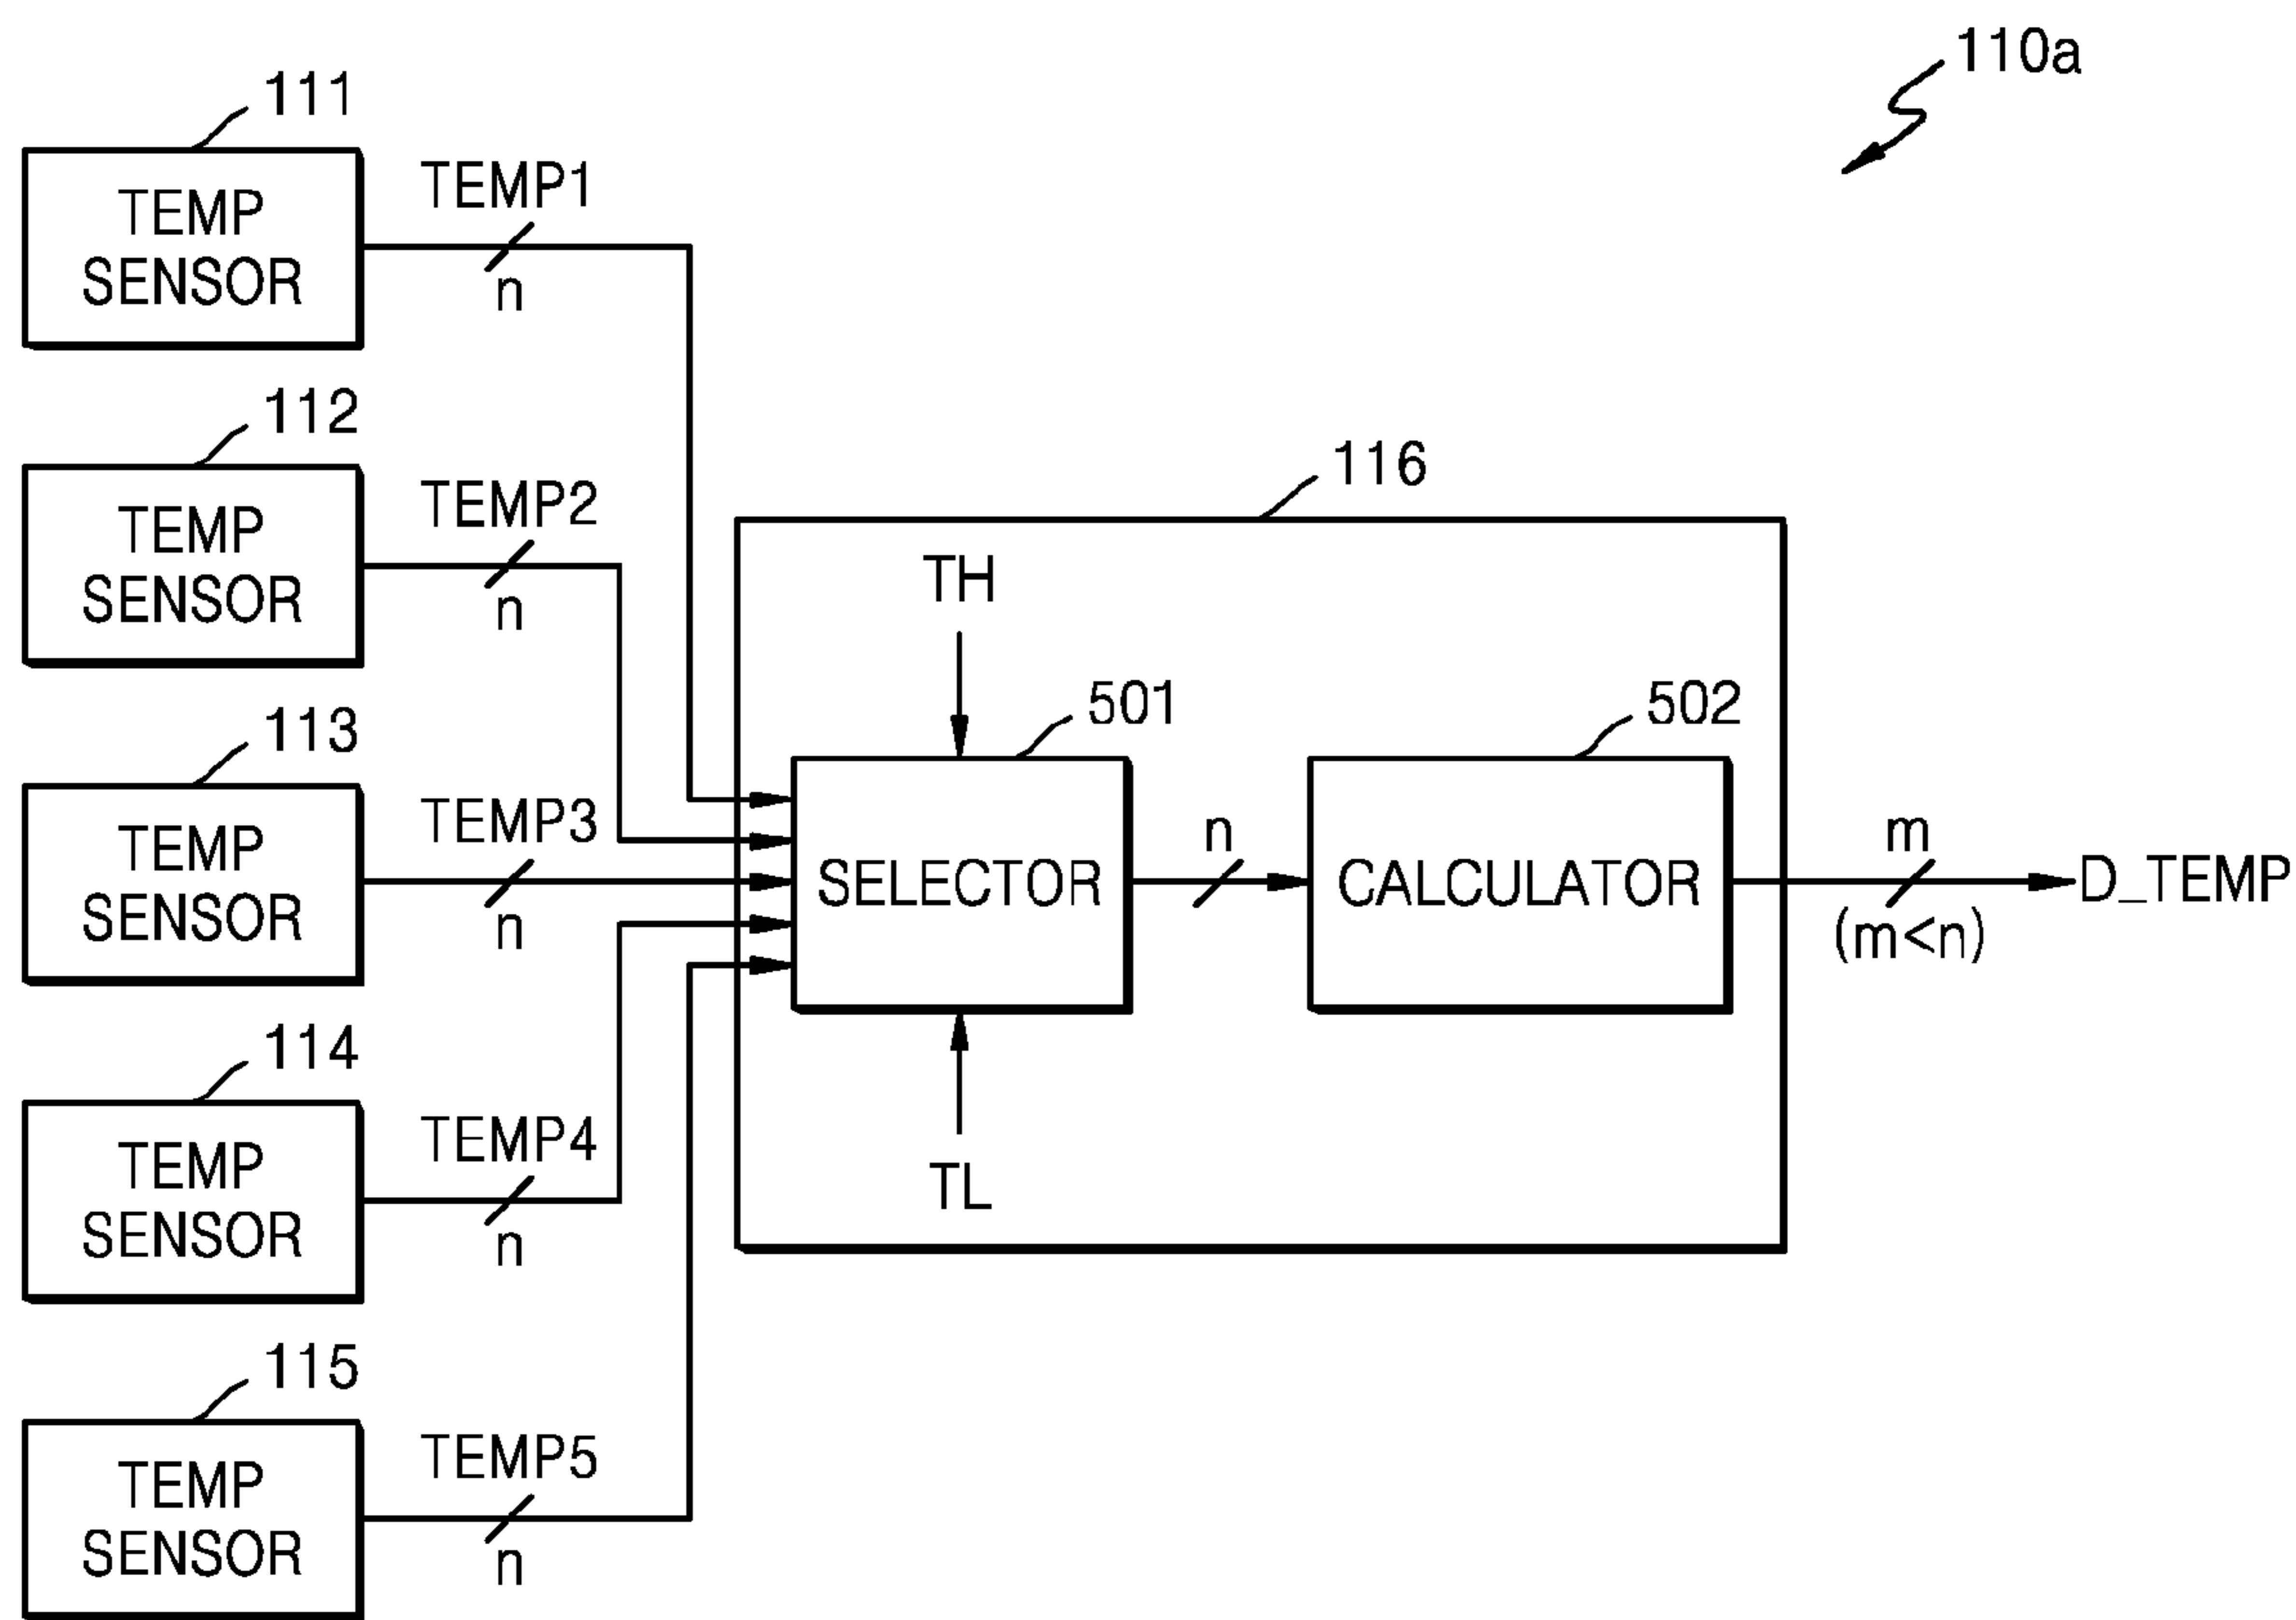 110a
111
TEMP
SENSOR
TEMP1
n
112
TEMP
SENSOR
TEMP2
n
113
TEMP
SENSOR
TEMP3
n
114
TEMP
SENSOR
TEMP4
n
115
TEMP
SENSOR
TEMP5
n
116
TH
501
SELECTOR
TL
n
502
CALCULATOR
m
(m<n)
D_TEMP